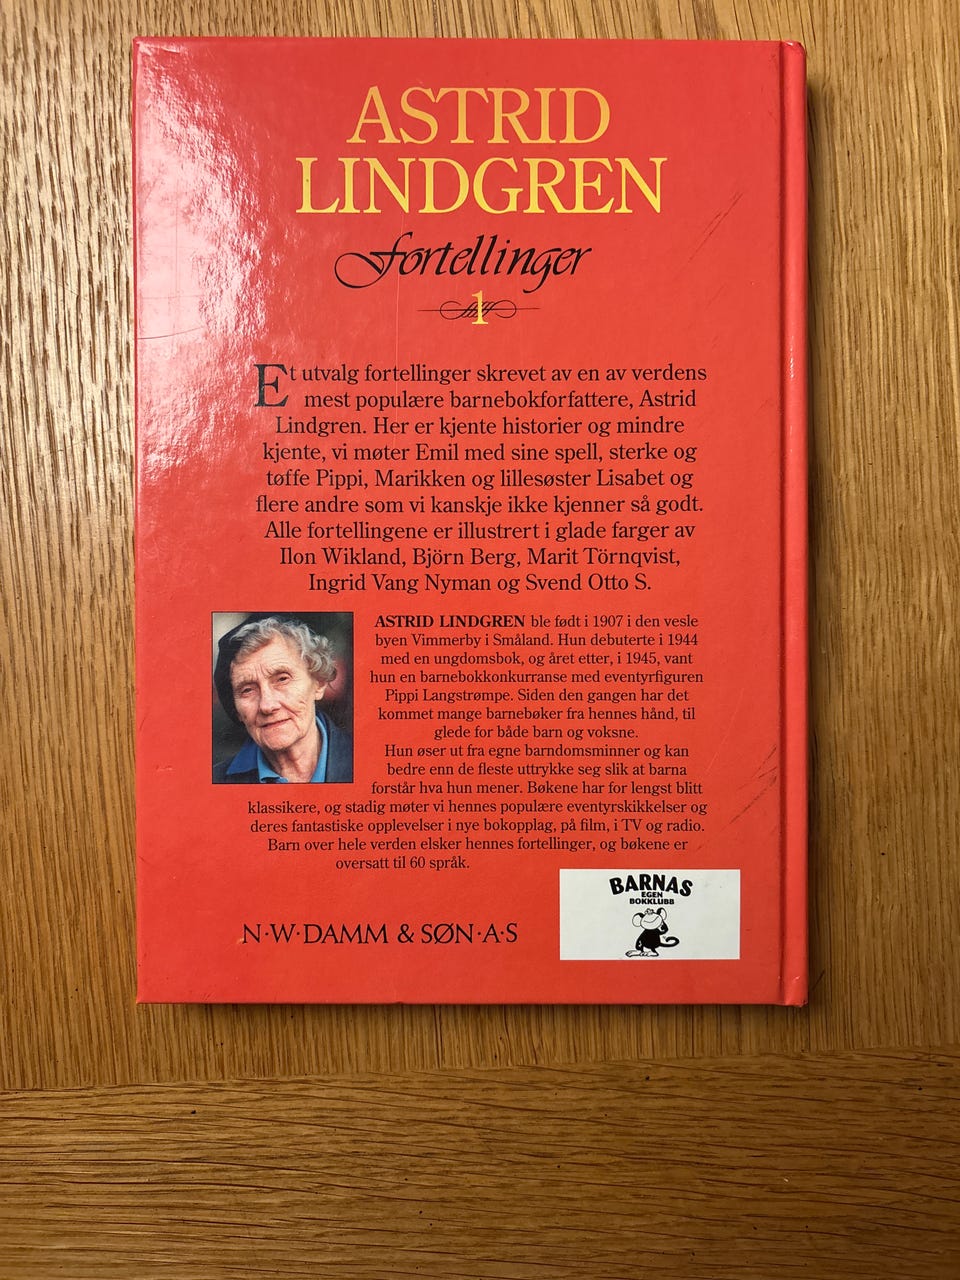 ASTRID
LINDGREN
fortellinger
1
Et utvalg fortellinger skrevet av en av verdens
mest populære barnebokforfattere, Astrid
Lindgren. Her er kjente historier og mindre
kjente, vi møter Emil med sine spell, sterke og
tøffe Pippi, Marikken og lillesøster Lisabet og
flere andre som vi kanskje ikke kjenner så godt.
Alle fortellingene er illustrert i glade farger av
Ilon Wikland, Björn Berg, Marit Törnqvist,
Ingrid Vang Nyman og Svend Otto S.
ASTRID LINDGREN ble født i 1907 i den vesle
byen Vimmerby i Småland. Hun debuterte i 1944
med en ungdomsbok, og året etter, i 1945, vant
hun en barnebokkonkurranse med eventyrfiguren
Pippi Langstrømpe. Siden den gangen har det
kommet mange barnebøker fra hennes hånd, til
glede for både barn og voksne.
Hun øser ut fra egne barndomsminner og kan
bedre enn de fleste uttrykke seg slik at barna
forstår hva hun mener. Bøkene har for lengst blitt
klassikere, og stadig møter vi hennes populære eventyrskikkelser og
deres fantastiske opplevelser i nye bokopplag, på film, i TV og radio.
Barn over hele verden elsker hennes fortellinger, og bøkene er
oversatt til 60 språk.
BARNAS
EGEN
BOKKLUBB
N·W·DAMM & SØN·A·S